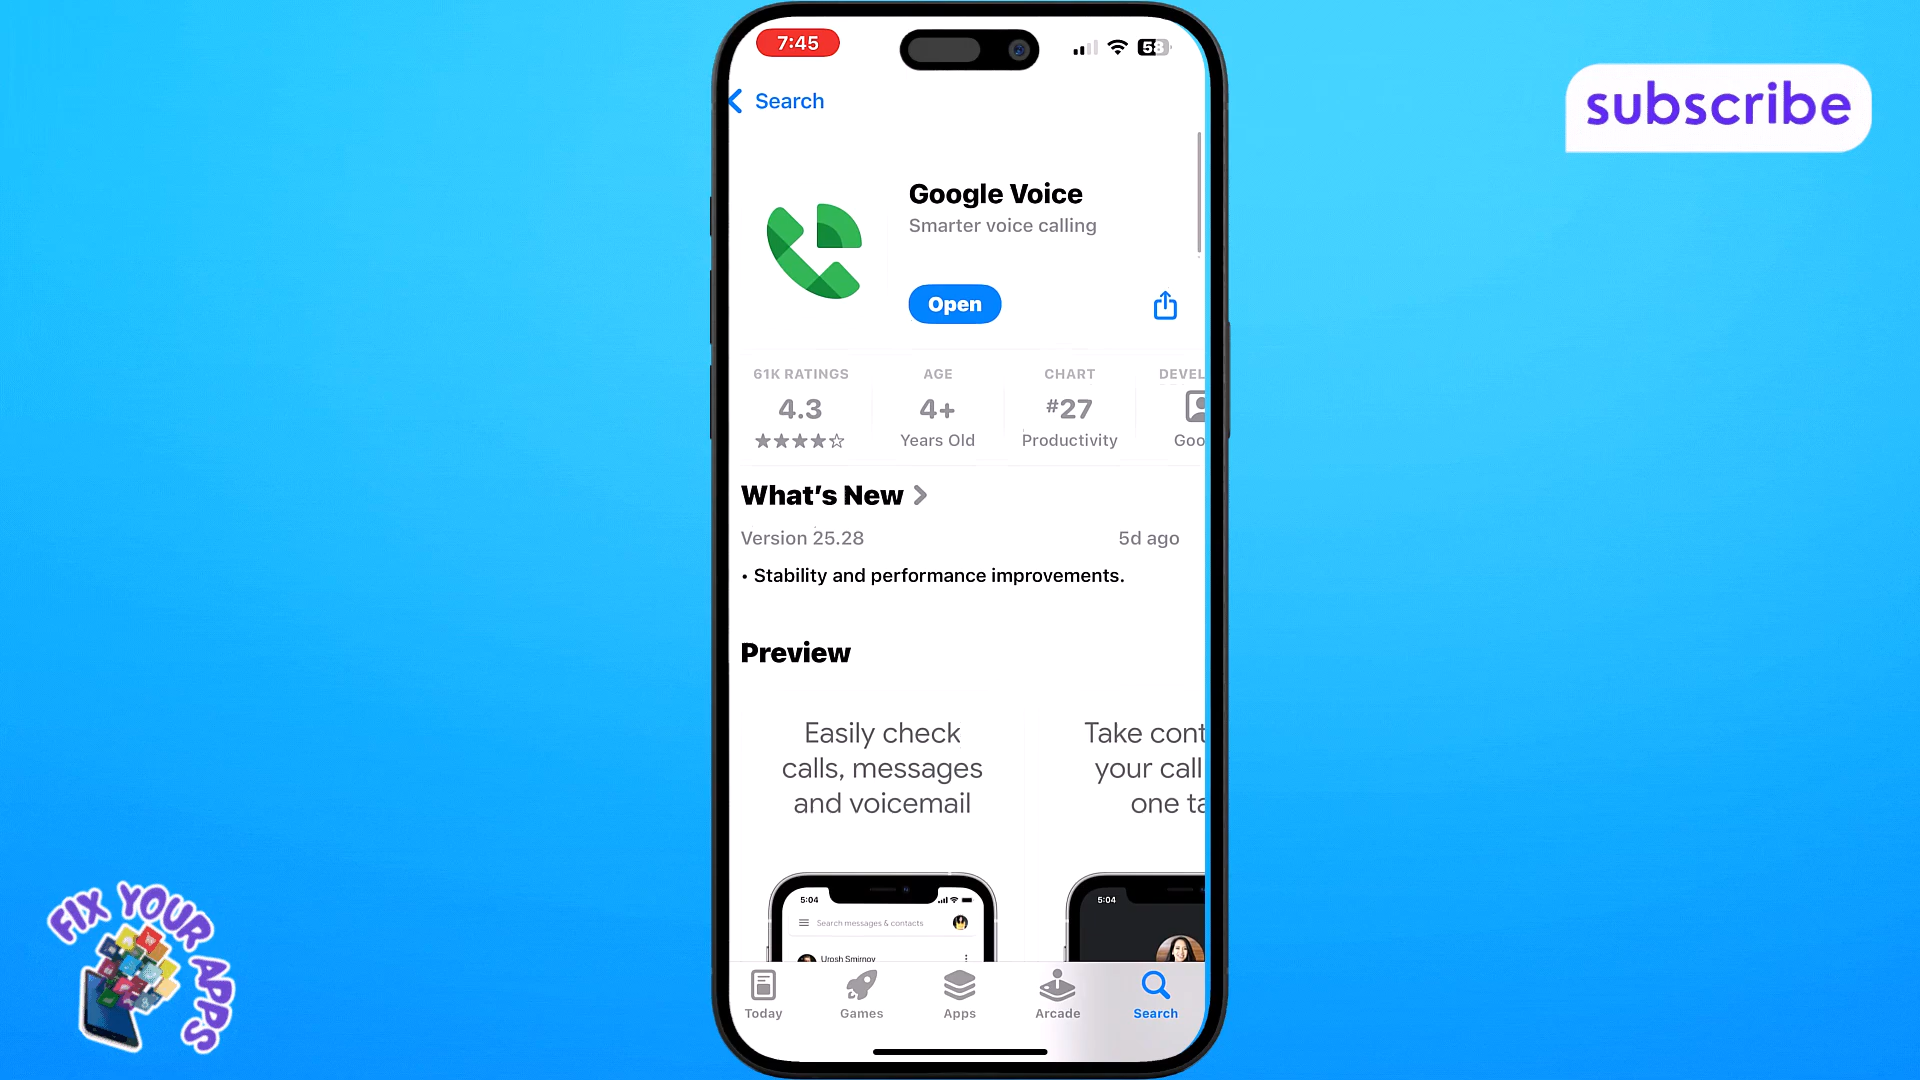 7:45
58
Search
subscribe
Google Voice
Smarter voice calling
Open
61K RATINGS
AGE
CHART
DEVEL
4.3
4+
#27
Years Old
Productivity
Goo
What's New
Version 25.28
5d ago
• Stability and performance improvements.
Preview
Easily check
calls, messages
and voicemail
Take cont
your call
one ta
5:04
Search messages & contacts
Urosh Smirnov
5:04
Today
Games
Apps
Arcade
Search
FIX YOUR APPS